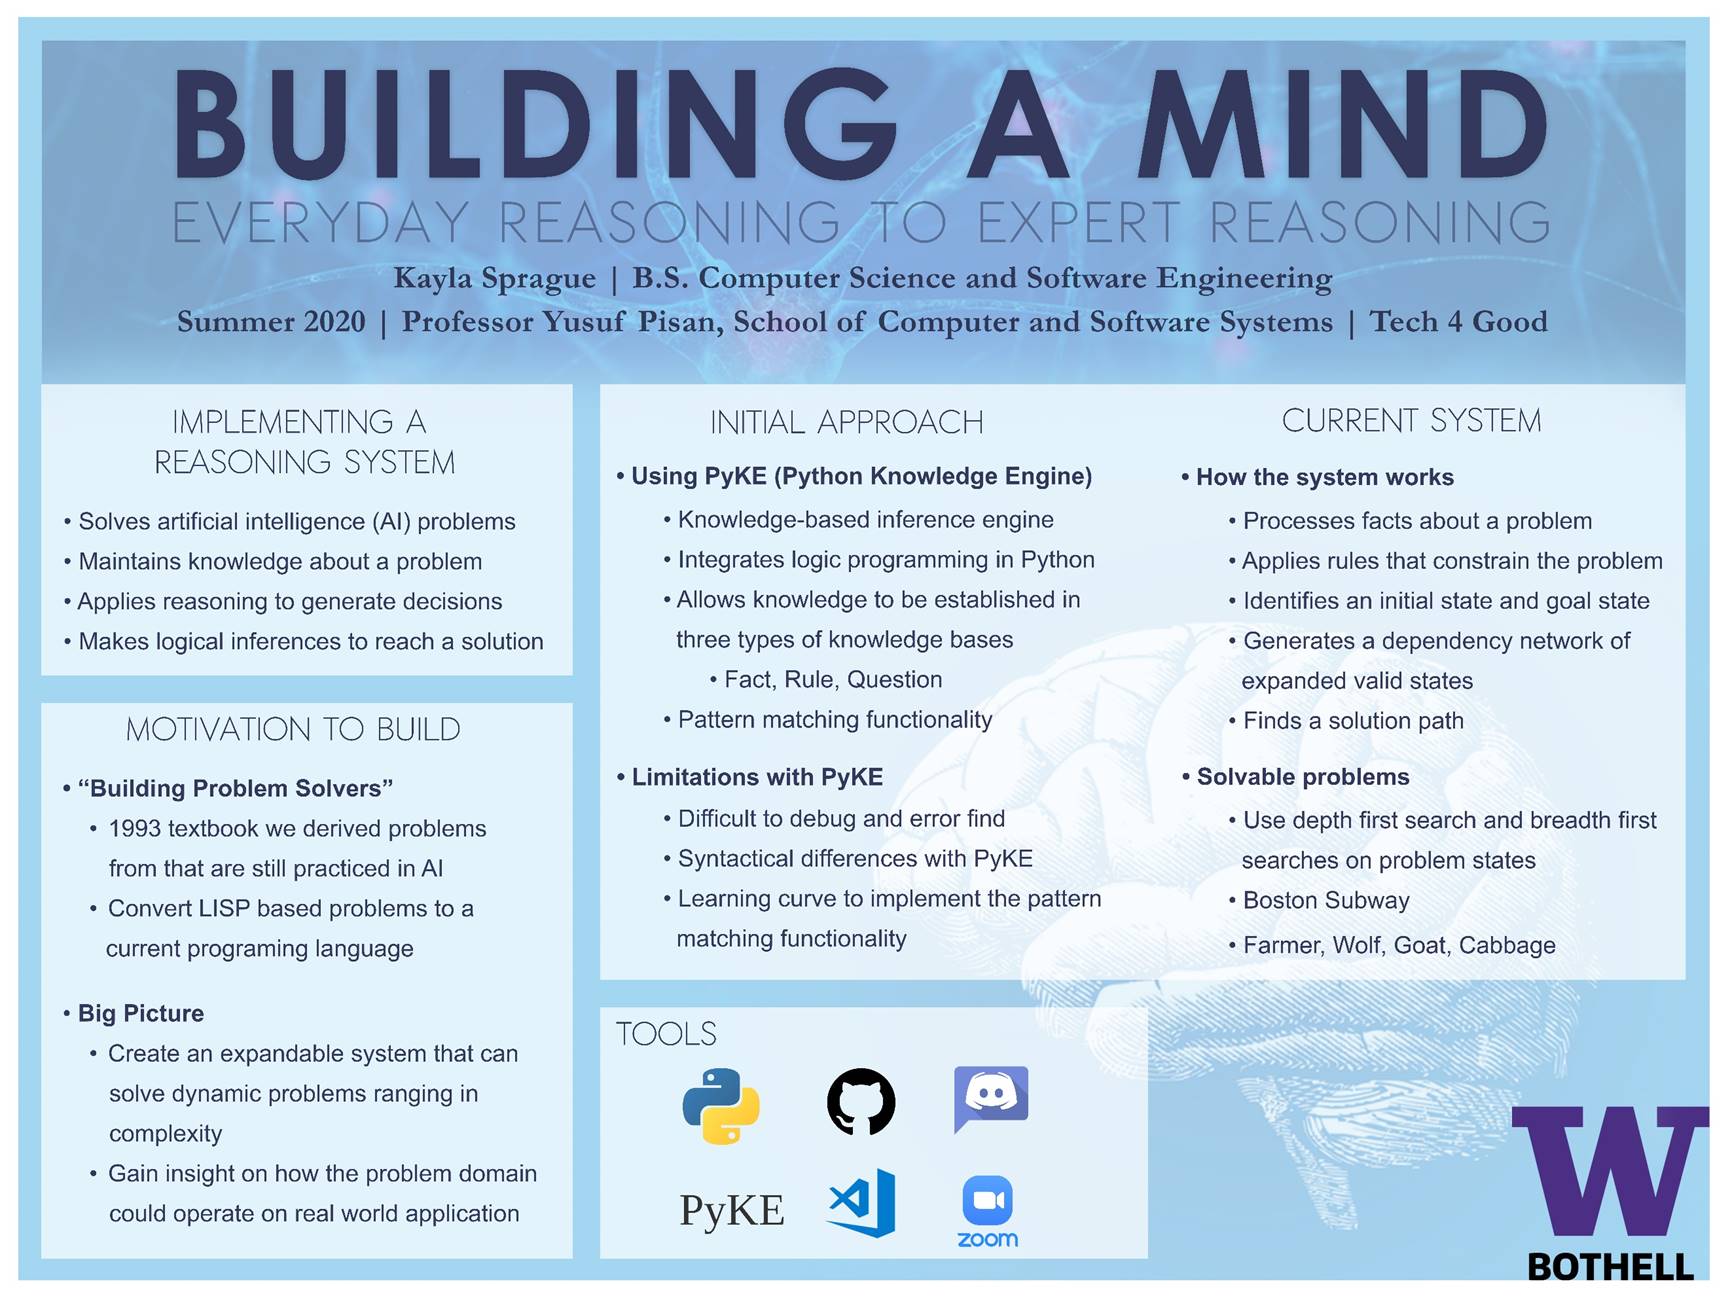 BUILDING A MIND
EVERYDAY REASONING TO EXPERT REASONING
Kayla Sprague | B.S. Computer Science and Software Engineering
Summer 2020 | Professor Yusuf Pisan, School of Computer and Software Systems | Tech 4 Good
IMPLEMENTING A
REASONING SYSTEM
• Solves artificial intelligence (AI) problems
• Maintains knowledge about a problem
• Applies reasoning to generate decisions
• Makes logical inferences to reach a solution
MOTIVATION TO BUILD
• “Building Problem Solvers”
• 1993 textbook we derived problems
from that are still practiced in AI
• Convert LISP based problems to a
current programing language
• Big Picture
• Create an expandable system that can
solve dynamic problems ranging in
complexity
• Gain insight on how the problem domain
could operate on real world application
INITIAL APPROACH
• Using PyKE (Python Knowledge Engine)
• Knowledge-based inference engine
• Integrates logic programming in Python
• Allows knowledge to be established in
three types of knowledge bases
• Fact, Rule, Question
• Pattern matching functionality
• Limitations with PyKE
• Difficult to debug and error find
• Syntactical differences with PyKE
• Learning curve to implement the pattern
matching functionality
CURRENT SYSTEM
• How the system works
• Processes facts about a problem
• Applies rules that constrain the problem
• Identifies an initial state and goal state
• Generates a dependency network of
expanded valid states
• Finds a solution path
• Solvable problems
• Use depth first search and breadth first
searches on problem states
• Boston Subway
• Farmer, Wolf, Goat, Cabbage
TOOLS
PyKE
zoom
W
BOTHELL